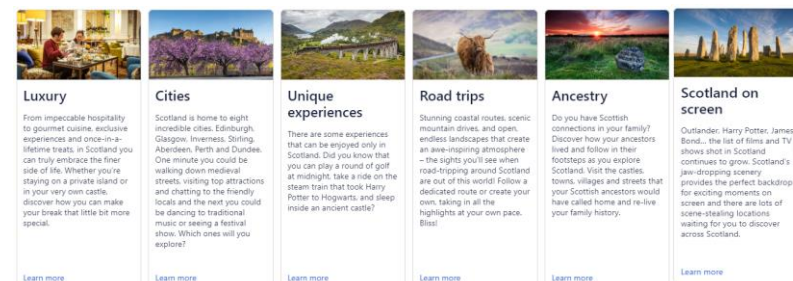 Luxury
From impeccable hospitality
to gourmet cuisine, exclusive
experiences and once-in-a-
lifetime treats, in Scotland you
can truly embrace the finer
side of life. Whether you're
staying on a private island or
in your very own castle,
discover how you can make
your break that little bit more
special.
Learn more
Cities
Scotland is home to eight
incredible cities. Edinburgh,
Glasgow, Inverness, Stirling,
Aberdeen, Perth and Dundee.
One minute you could be
walking down medieval
streets, visiting top attractions
and chatting to the friendly
locals and the next you could
be dancing to traditional
music or seeing a festival
show. Which ones will you
explore?
Learn more
Unique
experiences
There are some experiences
that can be enjoyed only in
Scotland. Did you know that
you can play a round of golf
at midnight, take a ride on the
steam train that took Harry
Potter to Hogwarts, and sleep
inside an ancient castle?
Learn more
Road trips
Stunning coastal routes, scenic
mountain drives, and open,
endless landscapes that create
an awe-inspiring atmosphere
– the sights you'll see when
road-tripping around Scotland
are out of this world! Follow a
dedicated route or create your
own, taking in all the
highlights at your own pace.
Bliss!
Learn more
Ancestry
Do you have Scottish
connections in your family?
Discover how your ancestors
lived and follow in their
footsteps as you explore
Scotland. Visit the castles,
towns, villages and streets that
your Scottish ancestors would
have called home and re-live
your family history.
Learn more
Scotland on
screen
Outlander. Harry Potter, James
Bond... the list of films and TV
shows shot in Scotland
continues to grow. Scotland's
jaw-dropping scenery
provides the perfect backdrop
for exciting moments on
screen and there are lots of
scene-stealing locations
waiting for you to discover
across Scotland.
Learn more